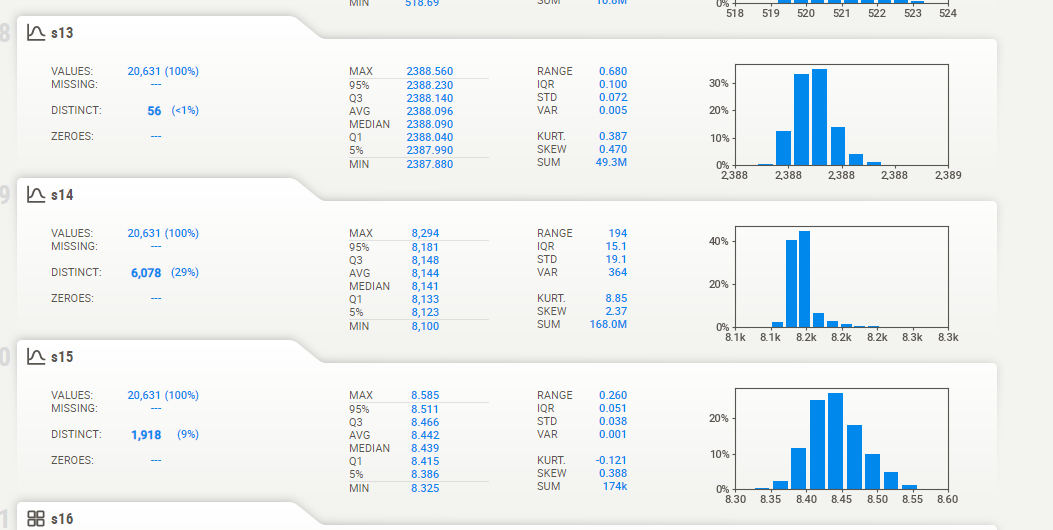 MIN 518.69 SUM 10.8M 0% 518 519 520 521 522 523 524
8 s13
VALUES: 20,631 (100%) MAX 2388.560 RANGE 0.680
MISSING: --- 95% 2388.230 IQR 0.100 30%
Q3 2388.140 STD 0.072
DISTINCT: 56 (<1%) AVG 2388.096 VAR 0.005 20%
MEDIAN 2388.090
ZEROES: --- Q1 2388.040 KURT. 0.387 10%
5% 2387.990 SKEW 0.470
MIN 2387.880 SUM 49.3M 0%
2,388 2,388 2,388 2,388 2,389
9 s14
VALUES: 20,631 (100%) MAX 8,294 RANGE 194 40%
MISSING: --- 95% 8,181 IQR 15.1
Q3 8,148 STD 19.1
DISTINCT: 6,078 (29%) AVG 8,144 VAR 364
MEDIAN 8,141 20%
ZEROES: --- Q1 8,133 KURT. 8.85
5% 8,123 SKEW 2.37
MIN 8,100 SUM 168.0M 0%
8.1k 8.1k 8.2k 8.2k 8.2k 8.3k 8.3k
0 s15
VALUES: 20,631 (100%) MAX 8.585 RANGE 0.260
MISSING: --- 95% 8.511 IQR 0.051
Q3 8.466 STD 0.038 20%
DISTINCT: 1,918 (9%) AVG 8.442 VAR 0.001
MEDIAN 8.439
ZEROES: --- Q1 8.415 KURT. -0.121 10%
5% 8.386 SKEW 0.388
MIN 8.325 SUM 174k 0%
8.30 8.35 8.40 8.45 8.50 8.55 8.60
1 s16